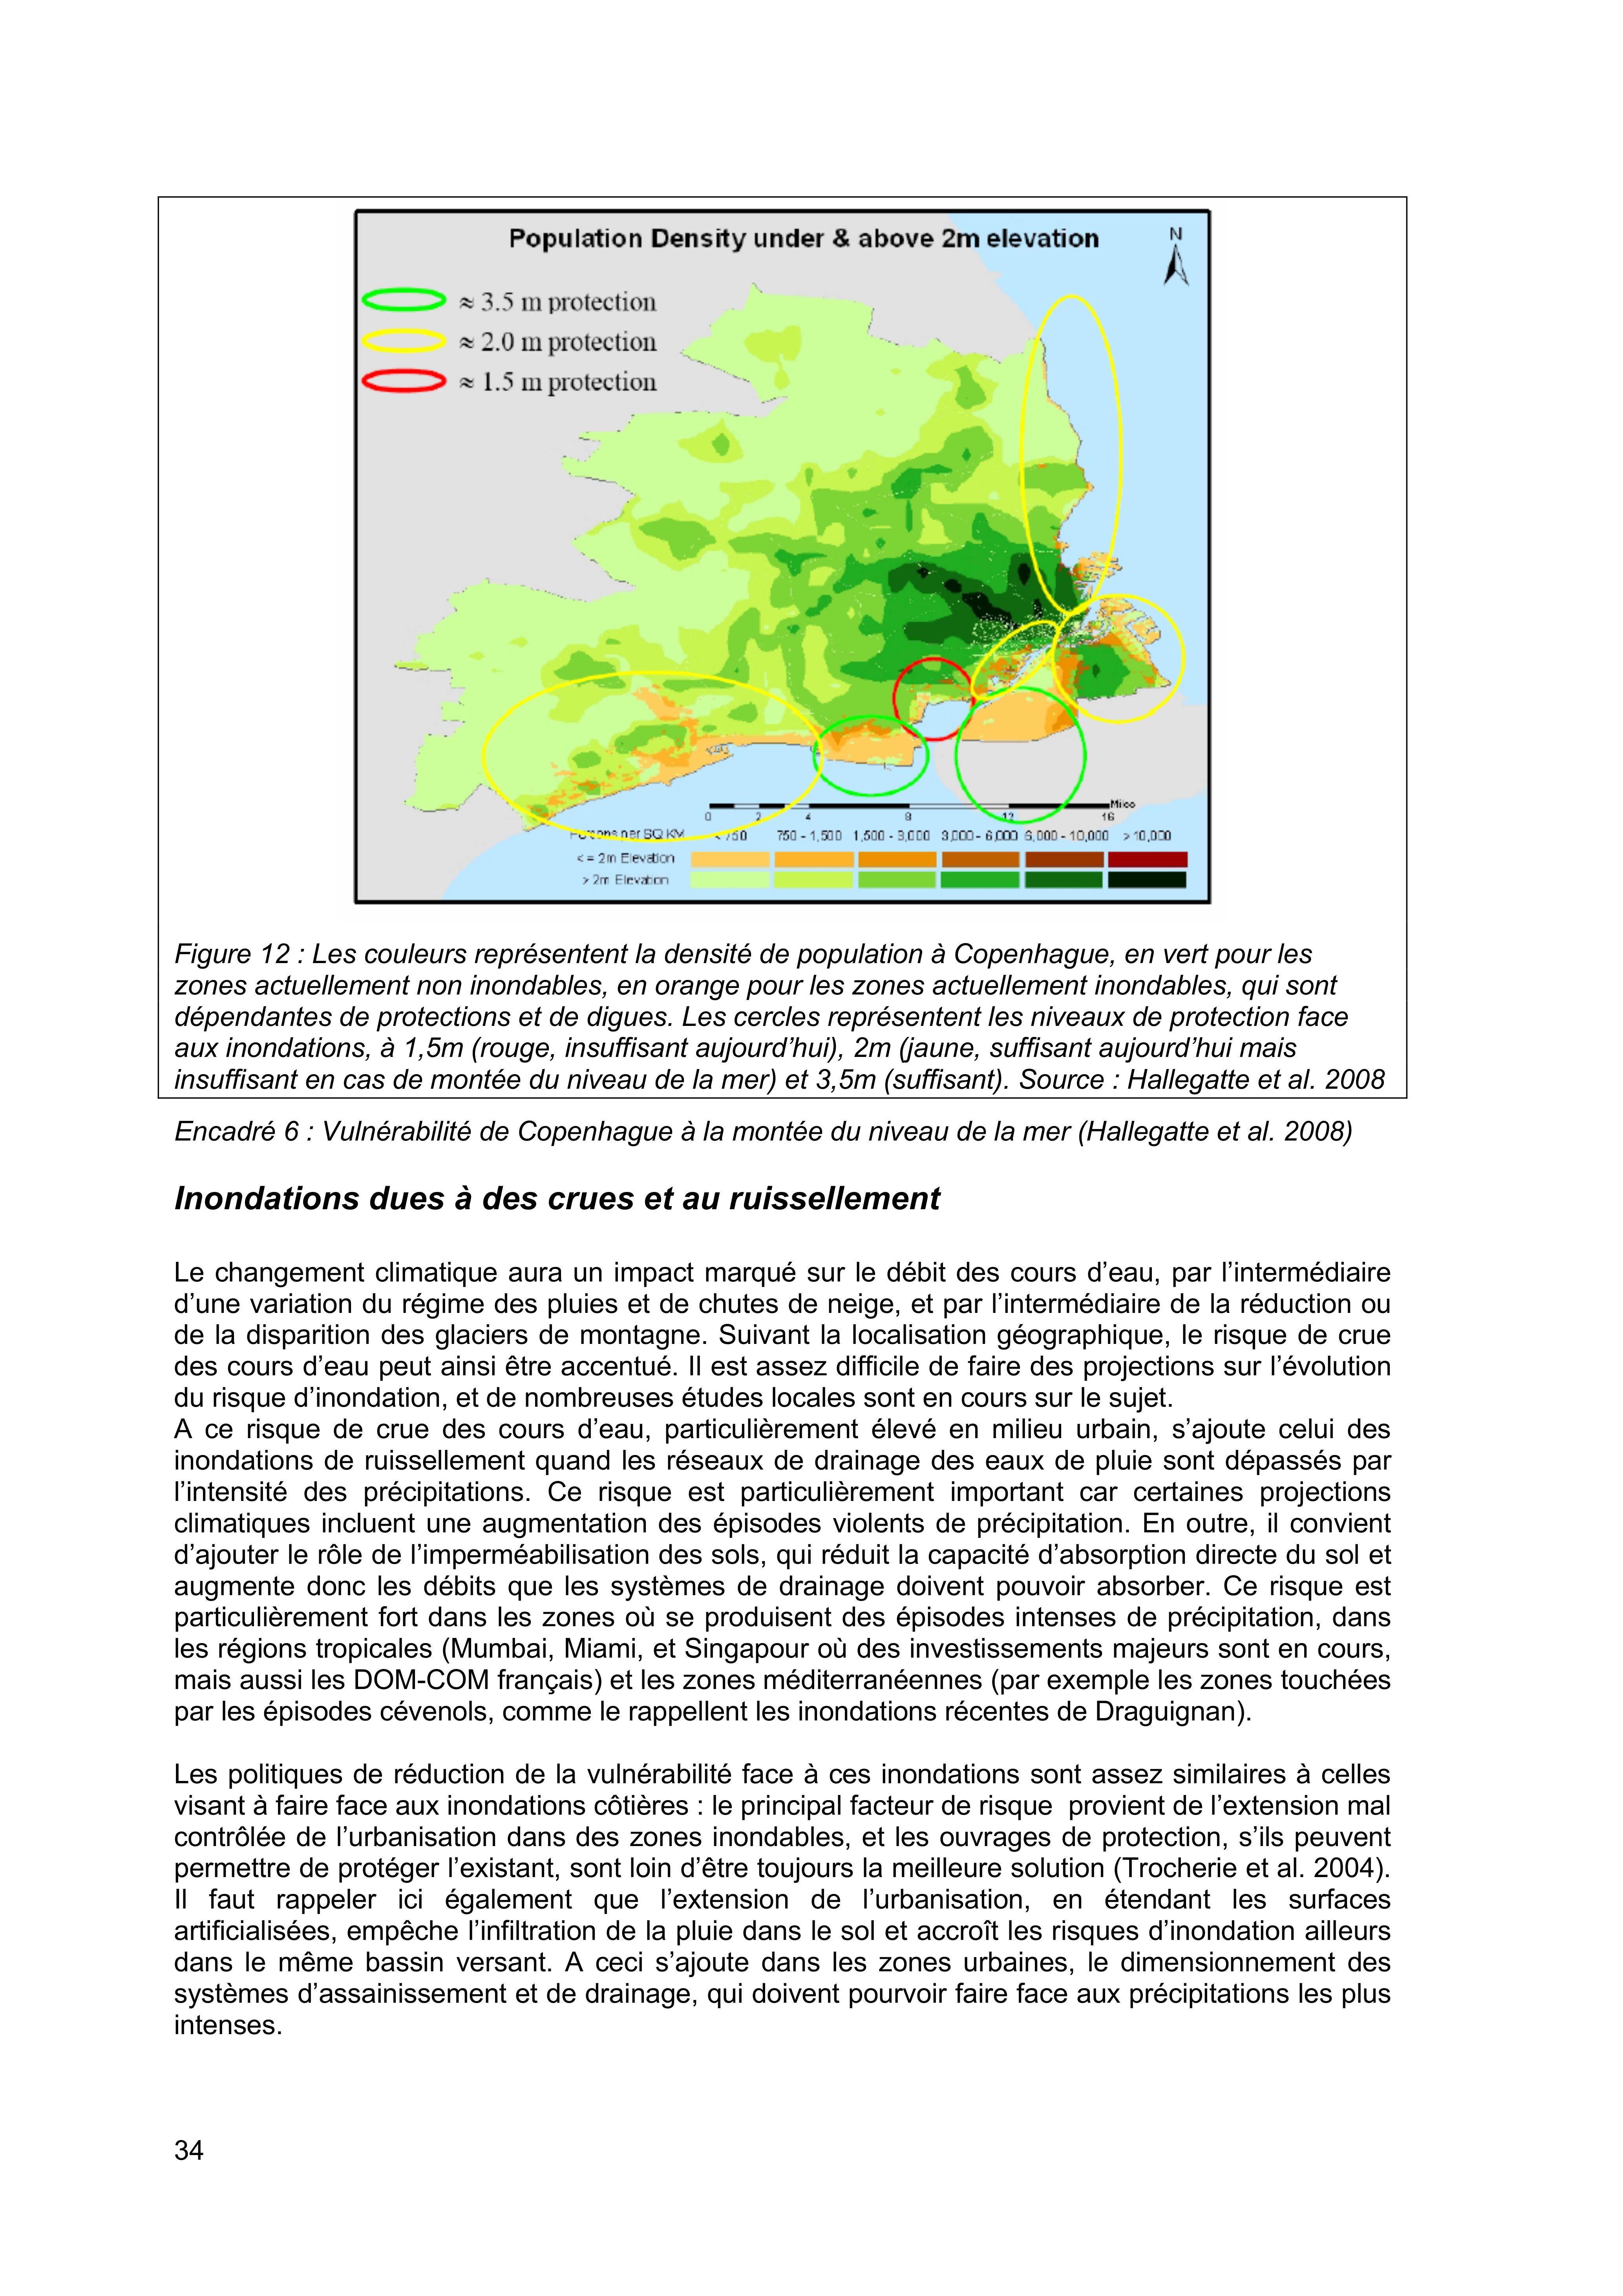 Population Density under & above 2m elevation
N
≈ 3.5 m protection
≈ 2.0 m protection
≈ 1.5 m protection
Miles
0 2 4 8 12 16
Persons per SQ KM < 750 750 - 1,500 1,500 - 3,000 3,000 - 6,000 6,000 - 10,000 > 10,000
< = 2m Elevation
> 2m Elevation
Figure 12 : Les couleurs représentent la densité de population à Copenhague, en vert pour les
zones actuellement non inondables, en orange pour les zones actuellement inondables, qui sont
dépendantes de protections et de digues. Les cercles représentent les niveaux de protection face
aux inondations, à 1,5m (rouge, insuffisant aujourd’hui), 2m (jaune, suffisant aujourd’hui mais
insuffisant en cas de montée du niveau de la mer) et 3,5m (suffisant). Source : Hallegatte et al. 2008
Encadré 6 : Vulnérabilité de Copenhague à la montée du niveau de la mer (Hallegatte et al. 2008)
Inondations dues à des crues et au ruissellement
Le changement climatique aura un impact marqué sur le débit des cours d’eau, par l’intermédiaire
d’une variation du régime des pluies et de chutes de neige, et par l’intermédiaire de la réduction ou
de la disparition des glaciers de montagne. Suivant la localisation géographique, le risque de crue
des cours d’eau peut ainsi être accentué. Il est assez difficile de faire des projections sur l’évolution
du risque d’inondation, et de nombreuses études locales sont en cours sur le sujet.
A ce risque de crue des cours d’eau, particulièrement élevé en milieu urbain, s’ajoute celui des
inondations de ruissellement quand les réseaux de drainage des eaux de pluie sont dépassés par
l’intensité des précipitations. Ce risque est particulièrement important car certaines projections
climatiques incluent une augmentation des épisodes violents de précipitation. En outre, il convient
d’ajouter le rôle de l’imperméabilisation des sols, qui réduit la capacité d’absorption directe du sol et
augmente donc les débits que les systèmes de drainage doivent pouvoir absorber. Ce risque est
particulièrement fort dans les zones où se produisent des épisodes intenses de précipitation, dans
les régions tropicales (Mumbai, Miami, et Singapour où des investissements majeurs sont en cours,
mais aussi les DOM-COM français) et les zones méditerranéennes (par exemple les zones touchées
par les épisodes cévenols, comme le rappellent les inondations récentes de Draguignan).
Les politiques de réduction de la vulnérabilité face à ces inondations sont assez similaires à celles
visant à faire face aux inondations côtières : le principal facteur de risque  provient de l’extension mal
contrôlée de l’urbanisation dans des zones inondables, et les ouvrages de protection, s’ils peuvent
permettre de protéger l’existant, sont loin d’être toujours la meilleure solution (Trocherie et al. 2004).
Il faut rappeler ici également que l’extension de l’urbanisation, en étendant les surfaces
artificialisées, empêche l’infiltration de la pluie dans le sol et accroît les risques d’inondation ailleurs
dans le même bassin versant. A ceci s’ajoute dans les zones urbaines, le dimensionnement des
systèmes d’assainissement et de drainage, qui doivent pourvoir faire face aux précipitations les plus
intenses.
34